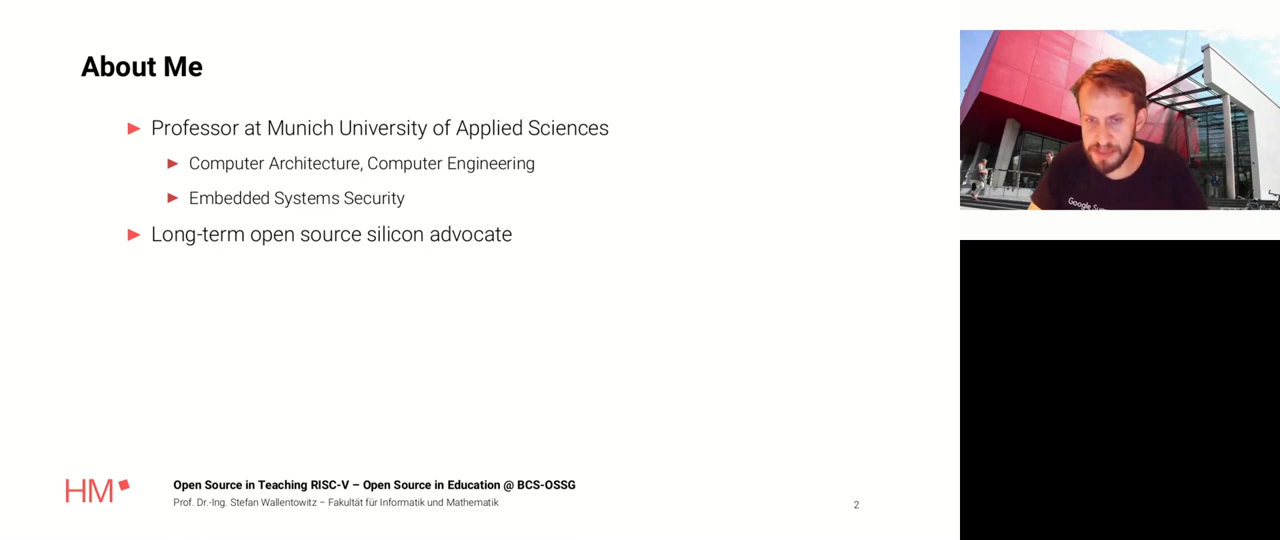 About Me
Professor at Munich University of Applied Sciences
Computer Architecture, Computer Engineering
Embedded Systems Security
Long-term open source silicon advocate
HM
Open Source in Teaching RISC-V – Open Source in Education @ BCS-OSSG
Prof. Dr.-Ing. Stefan Wallentowitz – Fakultät für Informatik und Mathematik
2
Google